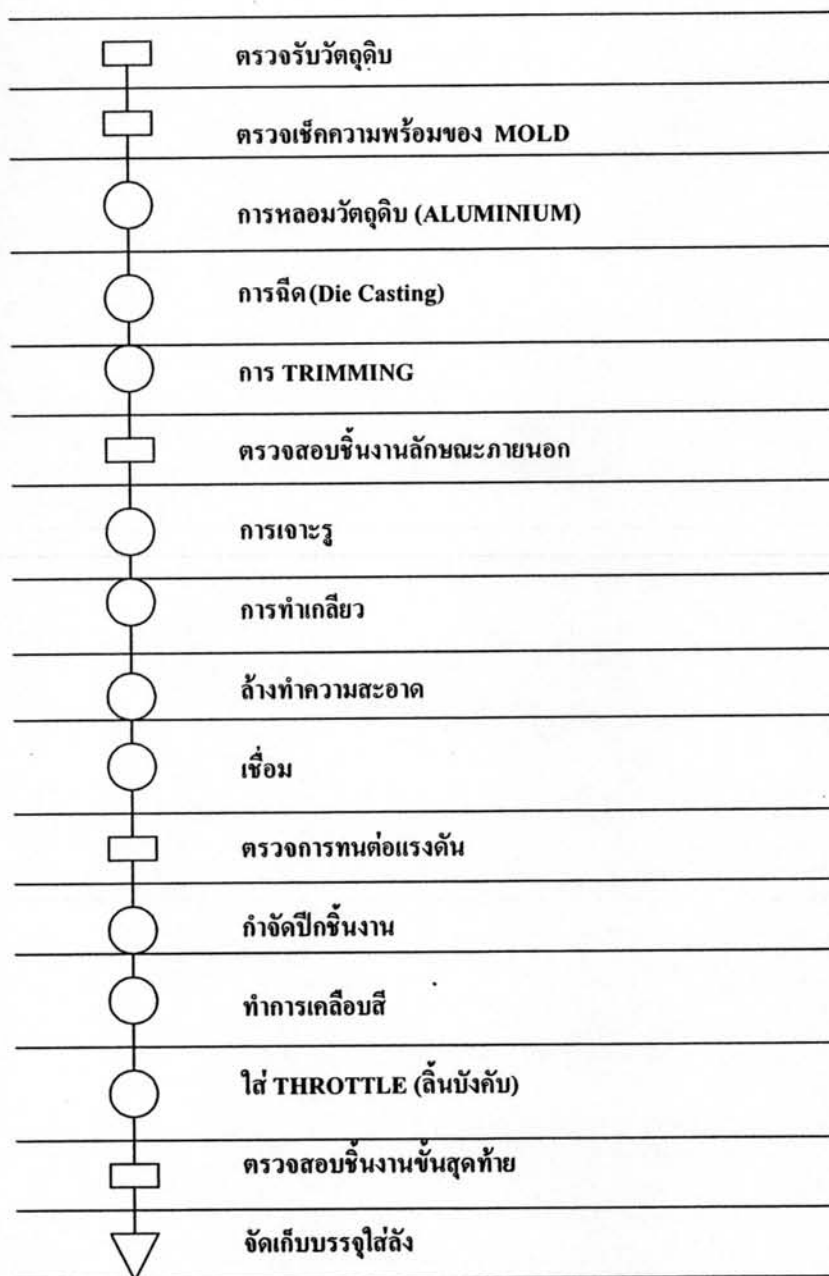 ตรวจรับวัตถุดิบ
ตรวจเช็คความพร้อมของ MOLD
การหลอมวัตถุดิบ (ALUMINIUM)
การฉีด (Die Casting)
การ TRIMMING
ตรวจสอบชิ้นงานลักษณะภายนอก
การเจาะรู
การทำเกลียว
ล้างทำความสะอาด
เชื่อม
ตรวจการทนต่อแรงดัน
กำจัดปีกชิ้นงาน
ทำการเคลือบสี
ใส่ THROTTLE (ลิ้นบังคับ)
ตรวจสอบชิ้นงานขั้นสุดท้าย
จัดเก็บบรรจุใส่ลัง